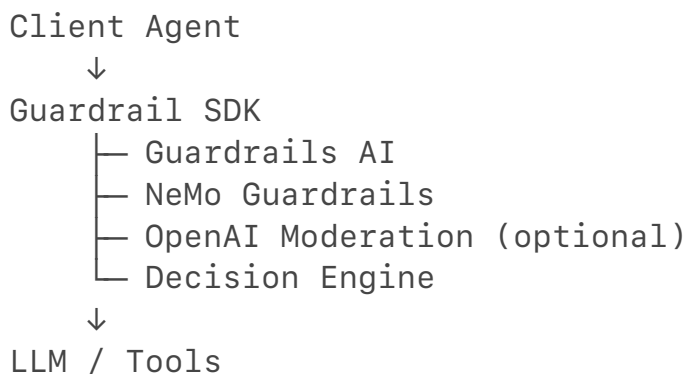 Client Agent
↓
Guardrail SDK
├─ Guardrails AI
├─ NeMo Guardrails
├─ OpenAI Moderation (optional)
└─ Decision Engine
↓
LLM / Tools